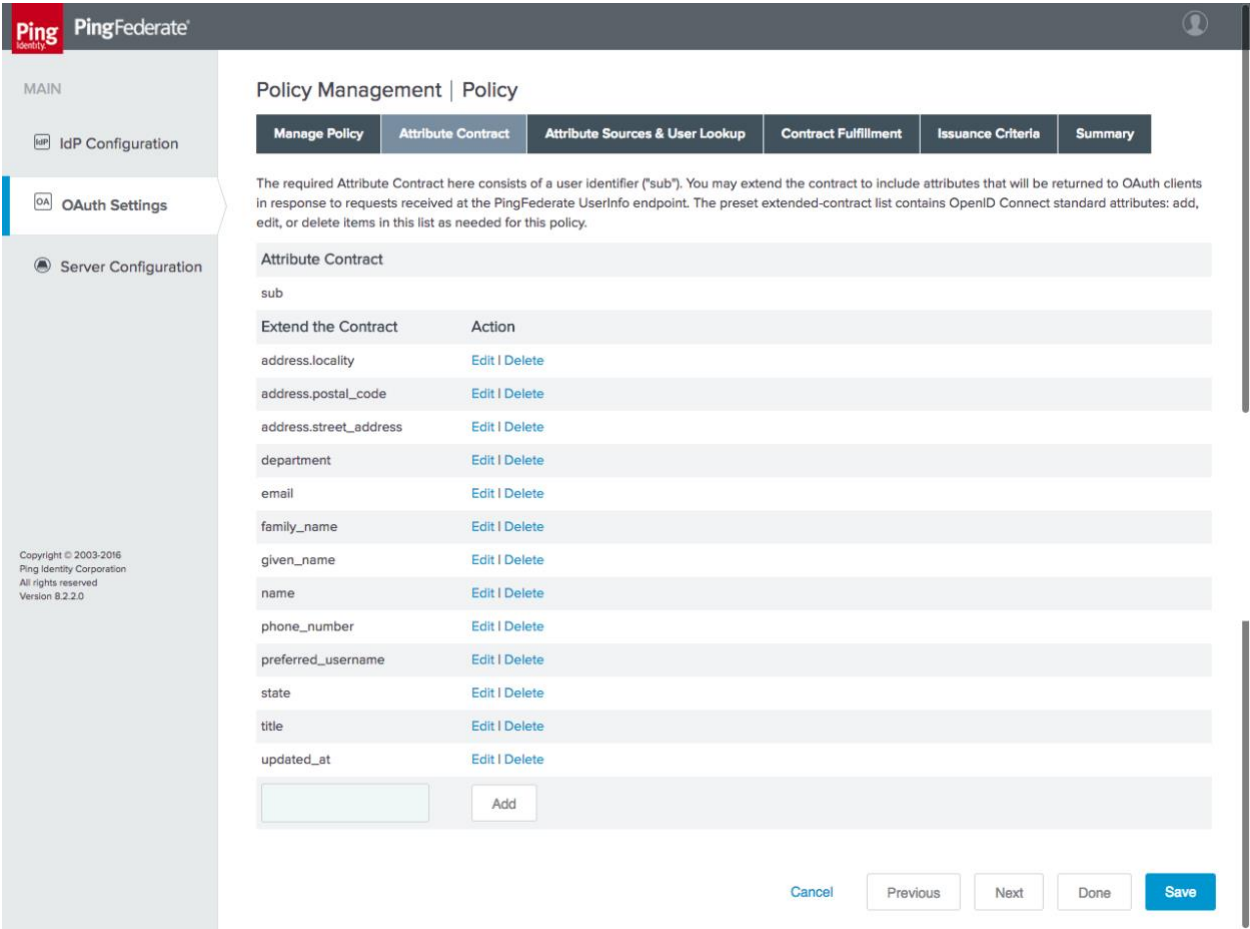 Ping
Identity
PingFederate®
MAIN
IdP IdP Configuration
OA OAuth Settings
Server Configuration
Copyright © 2003-2016
Ping Identity Corporation
All rights reserved
Version 8.2.2.0
Policy Management | Policy
Manage Policy Attribute Contract Attribute Sources & User Lookup Contract Fulfillment Issuance Criteria Summary
The required Attribute Contract here consists of a user identifier ("sub"). You may extend the contract to include attributes that will be returned to OAuth clients
in response to requests received at the PingFederate UserInfo endpoint. The preset extended-contract list contains OpenID Connect standard attributes: add,
edit, or delete items in this list as needed for this policy.
Attribute Contract
sub
Extend the Contract Action
address.locality Edit | Delete
address.postal_code Edit | Delete
address.street_address Edit | Delete
department Edit | Delete
email Edit | Delete
family_name Edit | Delete
given_name Edit | Delete
name Edit | Delete
phone_number Edit | Delete
preferred_username Edit | Delete
state Edit | Delete
title Edit | Delete
updated_at Edit | Delete
Add
Cancel Previous Next Done Save